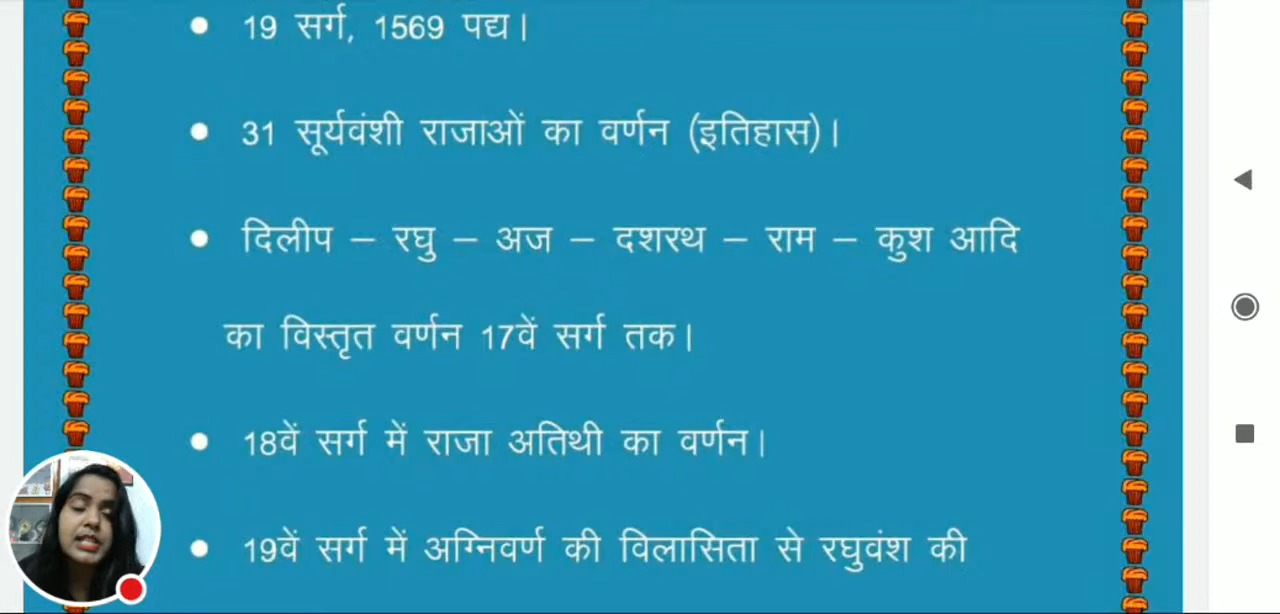 • 19 सर्ग, 1569 पद्य।
• 31 सूर्यवंशी राजाओं का वर्णन (इतिहास)।
• दिलीप – रघु – अज – दशरथ – राम – कुश आदि
का विस्तृत वर्णन 17वें सर्ग तक।
• 18वें सर्ग में राजा अतिथी का वर्णन।
• 19वें सर्ग में अग्निवर्ण की विलासिता से रघुवंश की